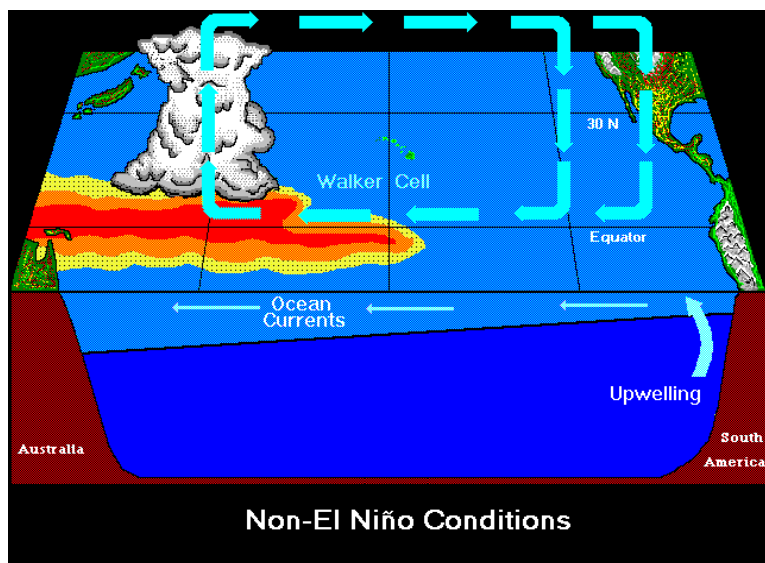 30 N
Walker Cell
Equator
Ocean
Currents
Upwelling
Australia
South
America
Non-El Niño Conditions